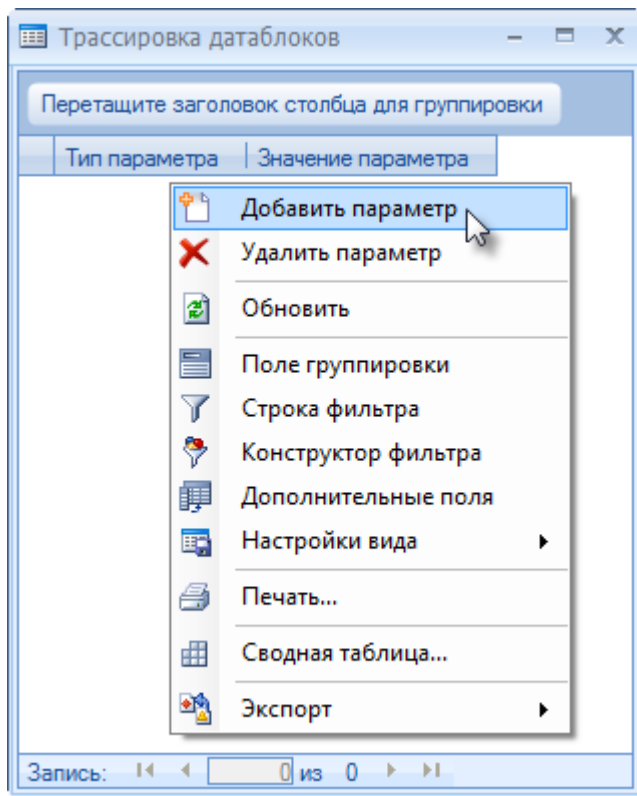 Трассировка датаблоков
Перетащите заголовок столбца для группировки
Тип параметра Значение параметра
Добавить параметр
Удалить параметр
Обновить
Поле группировки
Строка фильтра
Конструктор фильтра
Дополнительные поля
Настройки вида
Печать...
Сводная таблица...
Экспорт
Запись: 0 из 0